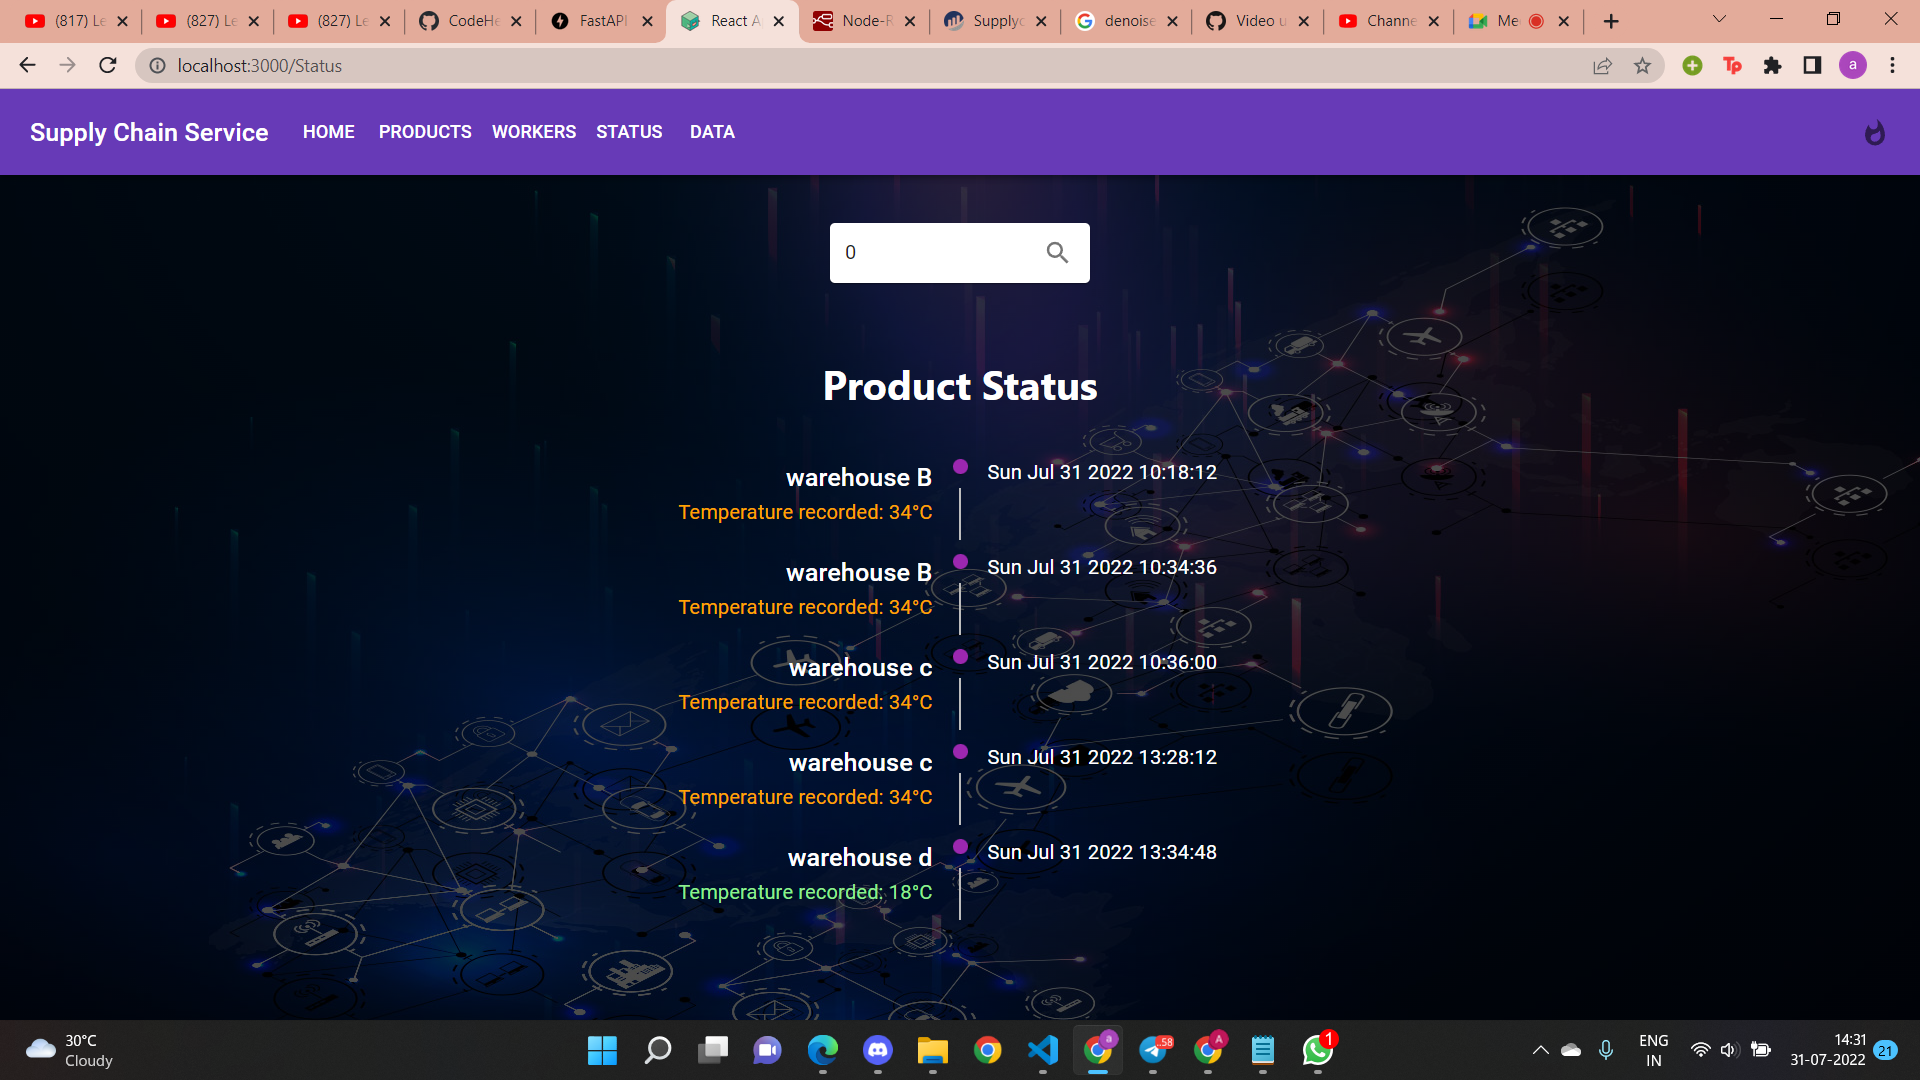 (817) Le
(827) Le
(827) Le
CodeHe
FastAPI
React A
Node-R
Supplyc
denoise
Video u
Channe
Me
localhost:3000/Status
a
Supply Chain Service HOME PRODUCTS WORKERS STATUS DATA
0
Product Status
warehouse B Sun Jul 31 2022 10:18:12
Temperature recorded: 34°C
warehouse B Sun Jul 31 2022 10:34:36
Temperature recorded: 34°C
warehouse c Sun Jul 31 2022 10:36:00
Temperature recorded: 34°C
warehouse c Sun Jul 31 2022 13:28:12
Temperature recorded: 34°C
warehouse d Sun Jul 31 2022 13:34:48
Temperature recorded: 18°C
30°C
Cloudy
a
58
A
1
ENG
IN
14:31
31-07-2022
21